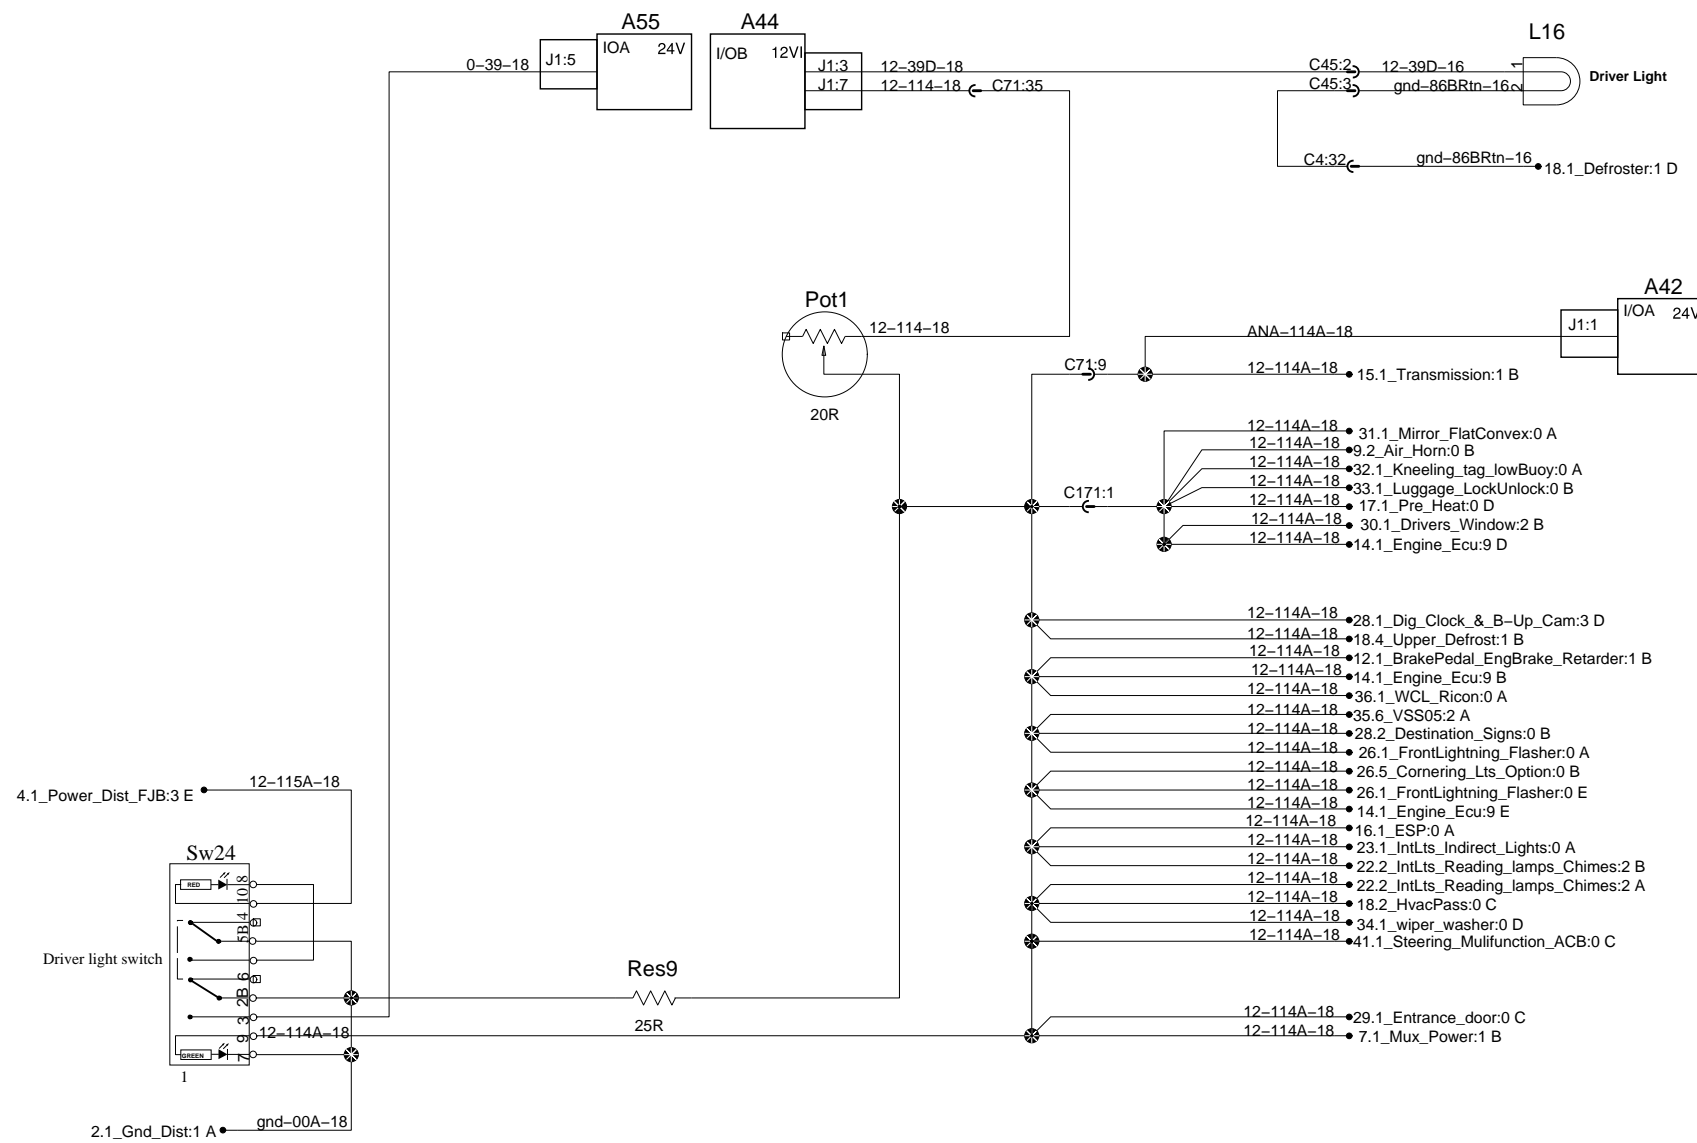 A55
A44
L16
IOA 24V
I/OB 12VI
J1:5
J1:3
J1:7
0-39-18
12-39D-18
12-114-18
C71:35
C45:2
C45:3
12-39D-16
gnd-86BRtn-16
1
2
Driver Light
C4:32
gnd-86BRtn-16
18.1_Defroster:1 D
Pot1
12-114-18
20R
A42
I/OA 24V
J1:1
ANA-114A-18
C71:9
12-114A-18
15.1_Transmission:1 B
12-114A-18 31.1_Mirror_FlatConvex:0 A
12-114A-18 9.2_Air_Horn:0 B
12-114A-18 32.1_Kneeling_tag_lowBuoy:0 A
12-114A-18 33.1_Luggage_LockUnlock:0 B
C171:1
12-114A-18 17.1_Pre_Heat:0 D
12-114A-18 30.1_Drivers_Window:2 B
12-114A-18 14.1_Engine_Ecu:9 D
12-114A-18 28.1_Dig_Clock_&_B-Up_Cam:3 D
12-114A-18 18.4_Upper_Defrost:1 B
12-114A-18 12.1_BrakePedal_EngBrake_Retarder:1 B
12-114A-18 14.1_Engine_Ecu:9 B
12-114A-18 36.1_WCL_Ricon:0 A
12-114A-18 35.6_VSS05:2 A
12-114A-18 28.2_Destination_Signs:0 B
12-114A-18 26.1_FrontLightning_Flasher:0 A
12-114A-18 26.5_Cornering_Lts_Option:0 B
12-114A-18 26.1_FrontLightning_Flasher:0 E
12-114A-18 14.1_Engine_Ecu:9 E
12-114A-18 16.1_ESP:0 A
12-114A-18 23.1_IntLts_Indirect_Lights:0 A
12-114A-18 22.2_IntLts_Reading_lamps_Chimes:2 B
12-114A-18 22.2_IntLts_Reading_lamps_Chimes:2 A
12-114A-18 18.2_HvacPass:0 C
12-114A-18 34.1_wiper_washer:0 D
12-114A-18 41.1_Steering_Mulifunction_ACB:0 C
12-114A-18 29.1_Entrance_door:0 C
12-114A-18 7.1_Mux_Power:1 B
12-115A-18
4.1_Power_Dist_FJB:3 E
Sw24
RED
8
10
4
5B
6
2B
3
9
7
GREEN
1
Driver light switch
12-114A-18
Res9
25R
gnd-00A-18
2.1_Gnd_Dist:1 A